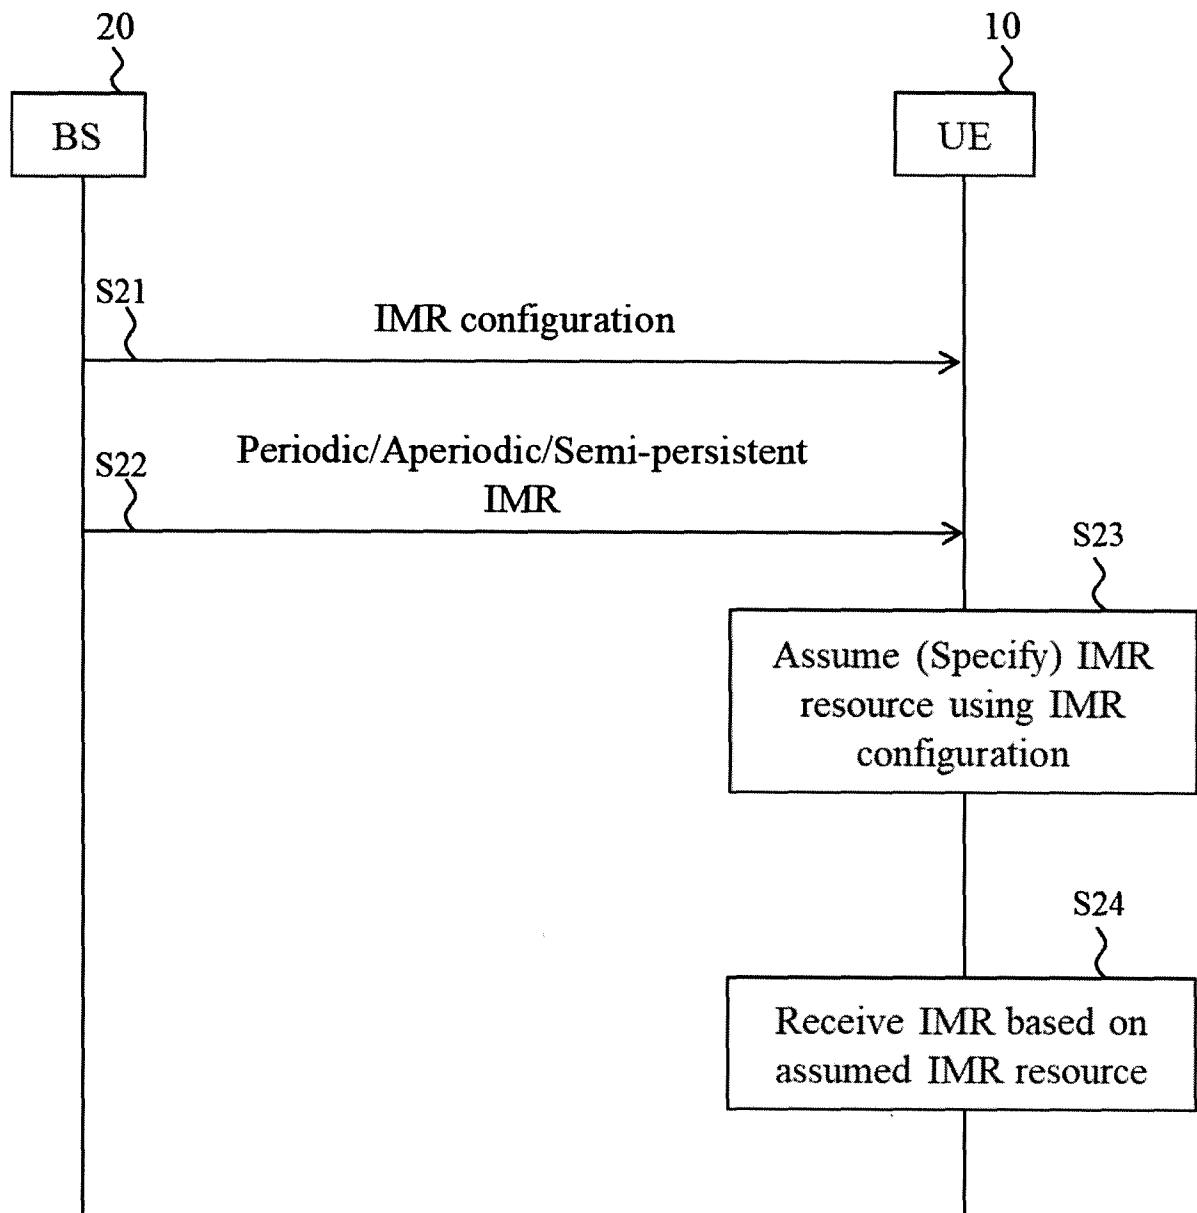 20
10
BS
UE
S21
IMR configuration
S22
Periodic/Aperiodic/Semi-persistent
IMR
S23
Assume (Specify) IMR
resource using IMR
configuration
S24
Receive IMR based on
assumed IMR resource